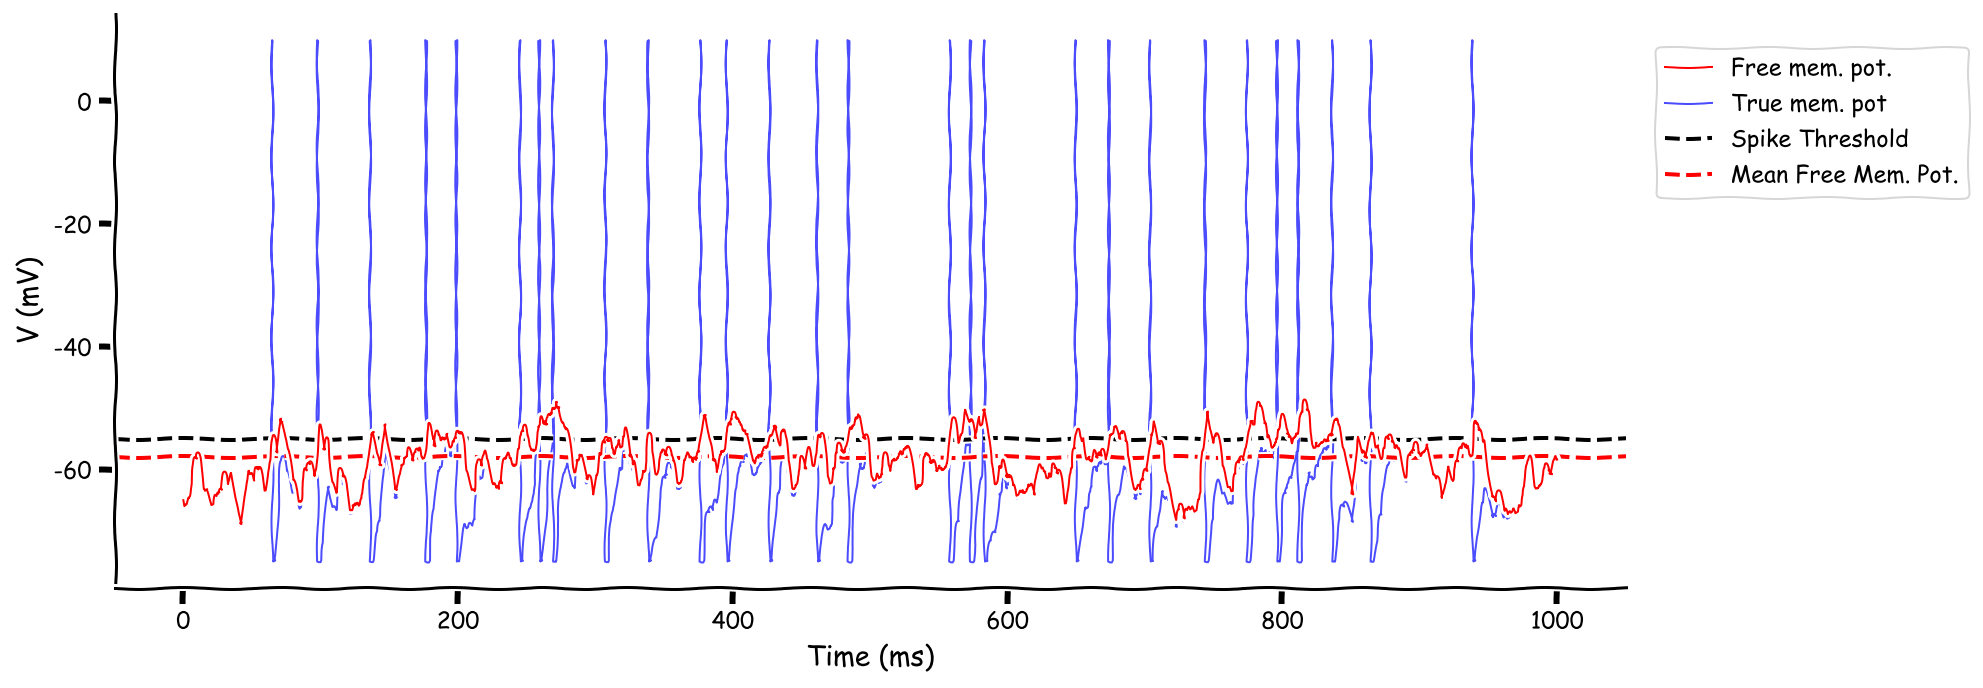 V (mV)
0
-20
-40
-60
0 200 400 600 800 1000
Time (ms)
Free mem. pot.
True mem. pot
Spike Threshold
Mean Free Mem. Pot.